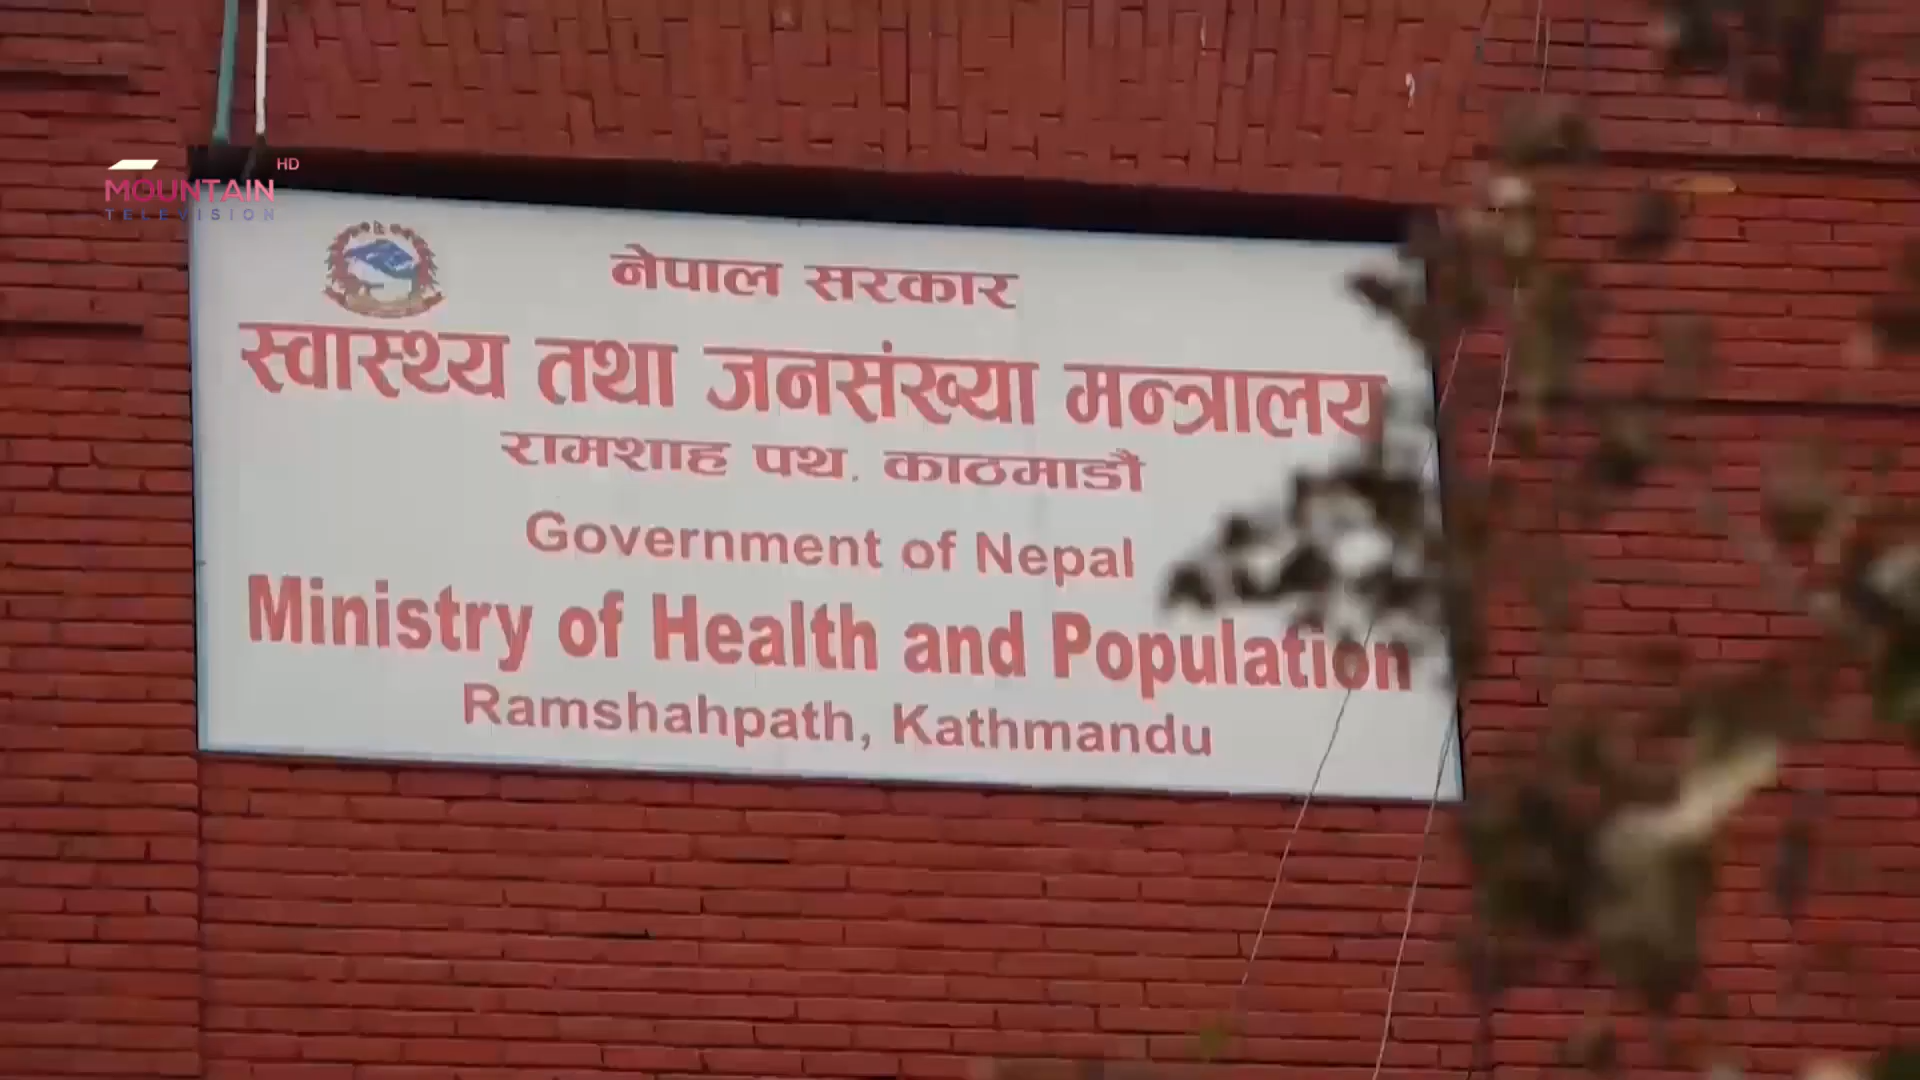 HD
MOUNTAIN
TELEVISION
नेपाल सरकार
स्वास्थ्य तथा जनसंख्या मन्त्रालय
रामशाह पथ, काठमाडौं
Government of Nepal
Ministry of Health and Population
Ramshahpath, Kathmandu